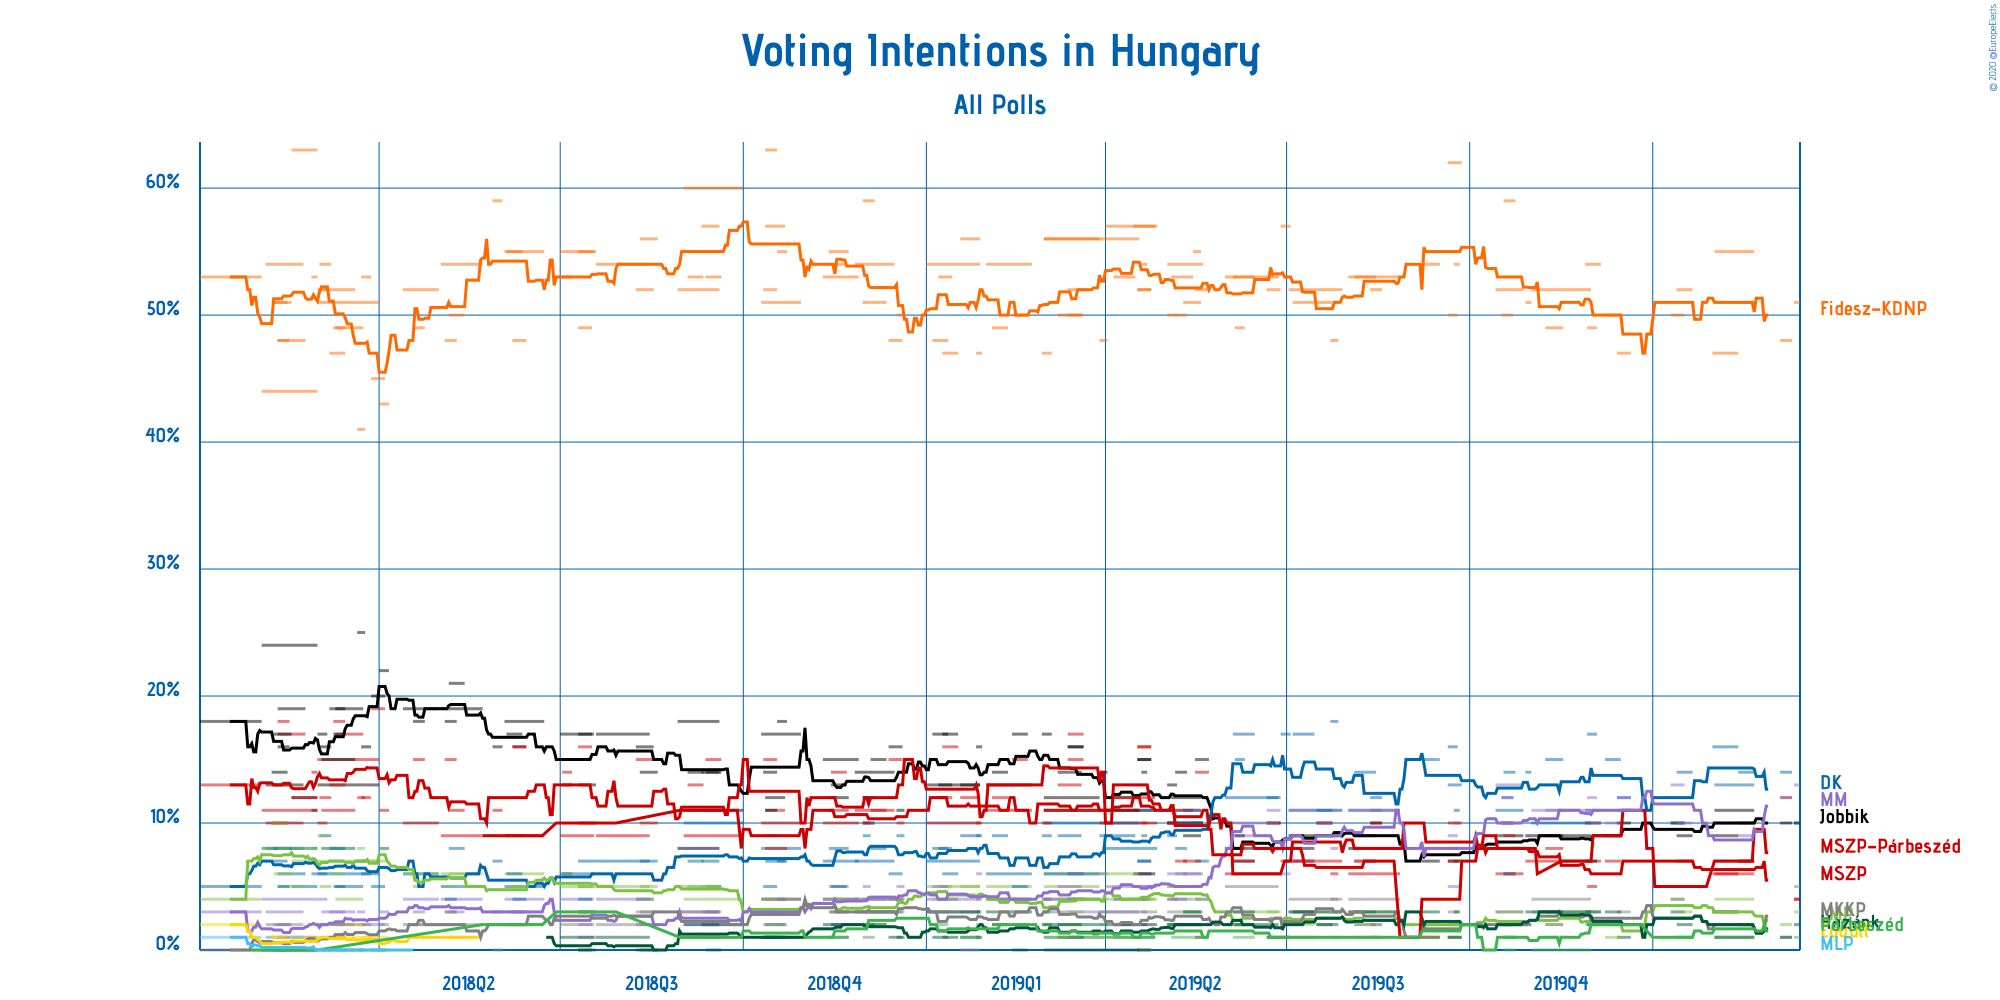 © 2020 @EuropeElects
Voting Intentions in Hungary
All Polls
60%
50%
40%
30%
20%
10%
0%
Fidesz-KDNP
DK
MM
Jobbik
MSZP-Párbeszéd
MSZP
MKKP
MLP
2018Q2
2018Q3
2018Q4
2019Q1
2019Q2
2019Q3
2019Q4